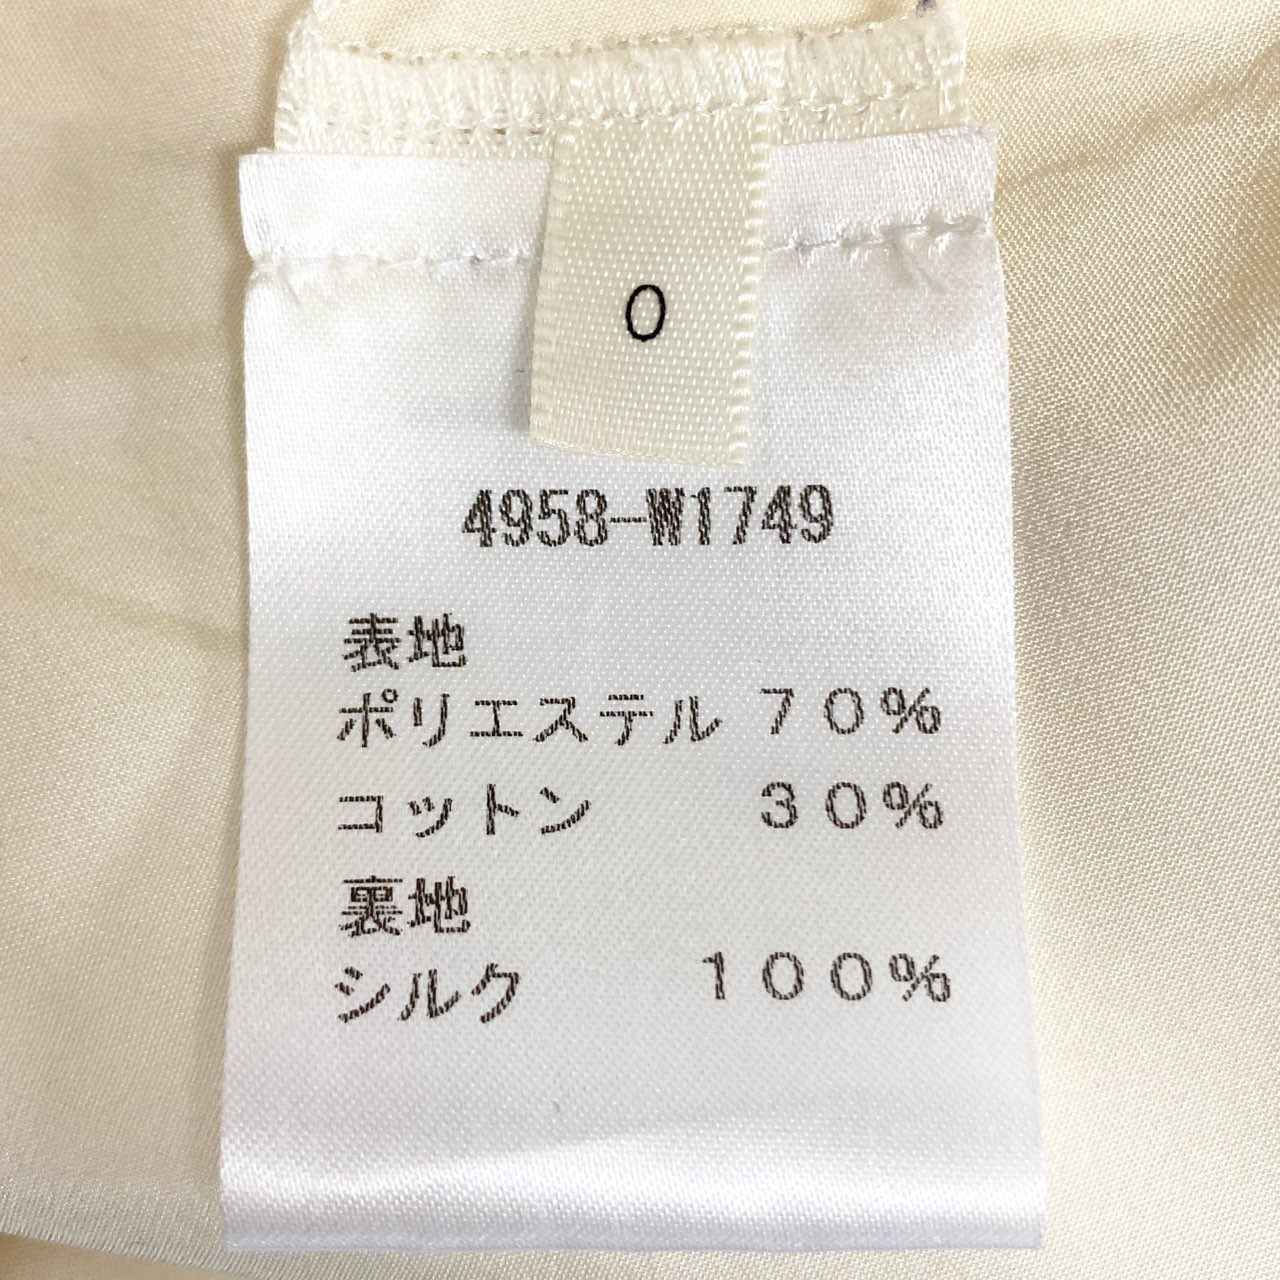 0
4958-W1749
表地
ポリエステル 70%
コットン 30%
裏地
シルク 100%